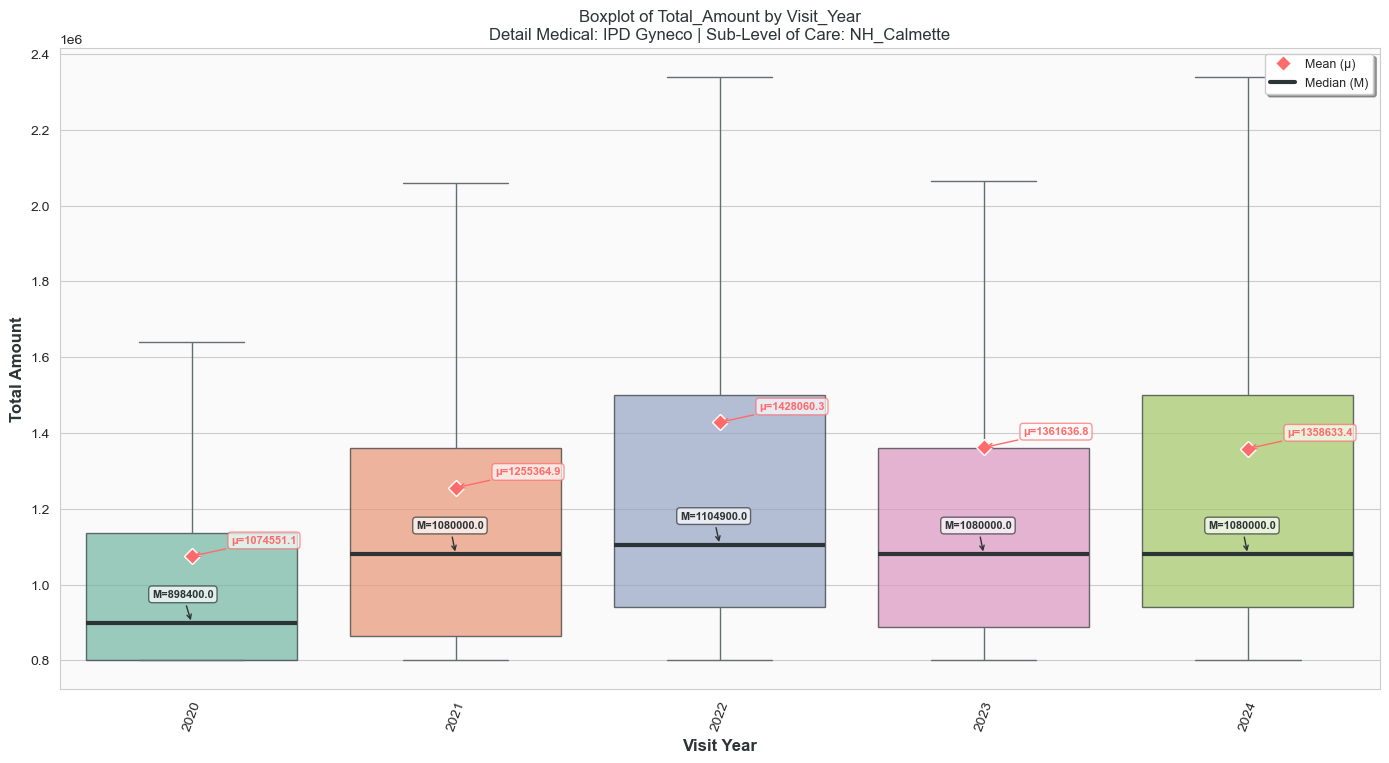 Boxplot of Total_Amount by Visit_Year
Detail Medical: IPD Gyneco | Sub-Level of Care: NH_Calmette
1e6
2.4
2.2
2.0
1.8
1.6
1.4
1.2
1.0
0.8
Total Amount
Mean (μ)
Median (M)
μ=1074551.1
M=898400.0
μ=1255364.9
M=1080000.0
μ=1428060.3
M=1104900.0
μ=1361636.8
M=1080000.0
μ=1358633.4
M=1080000.0
2020
2021
2022
2023
2024
Visit Year